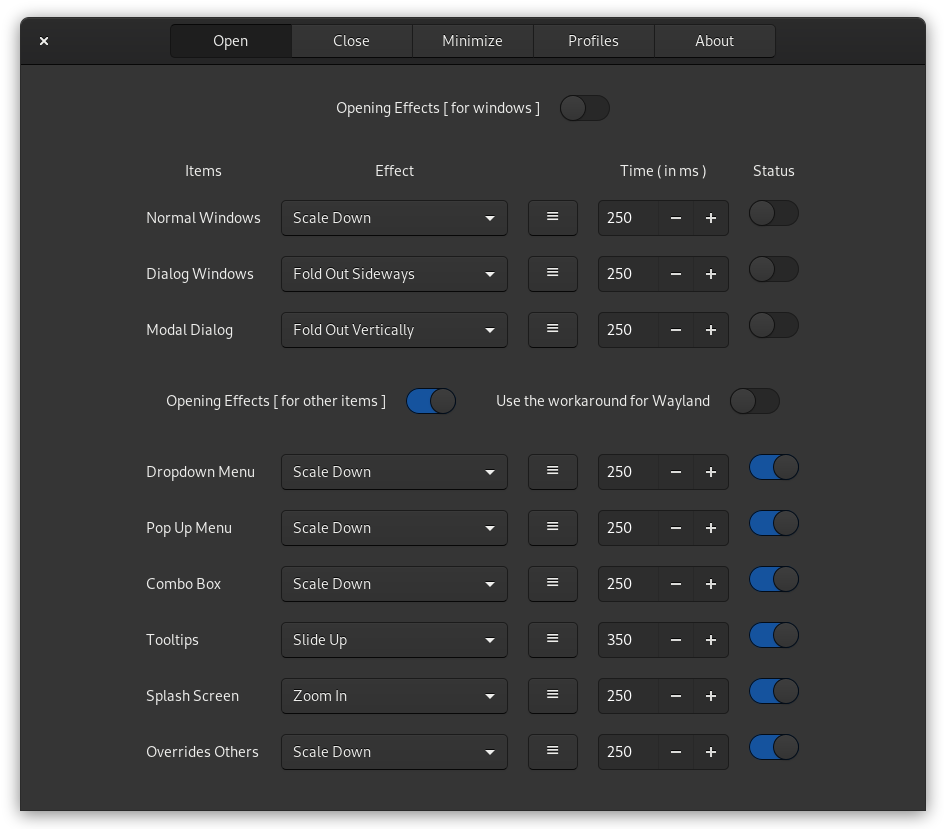 Open Close Minimize Profiles About
Opening Effects [ for windows ]
Items Effect Time ( in ms ) Status
Normal Windows Scale Down 250
Dialog Windows Fold Out Sideways 250
Modal Dialog Fold Out Vertically 250
Opening Effects [ for other items ] Use the workaround for Wayland
Dropdown Menu Scale Down 250
Pop Up Menu Scale Down 250
Combo Box Scale Down 250
Tooltips Slide Up 350
Splash Screen Zoom In 250
Overrides Others Scale Down 250